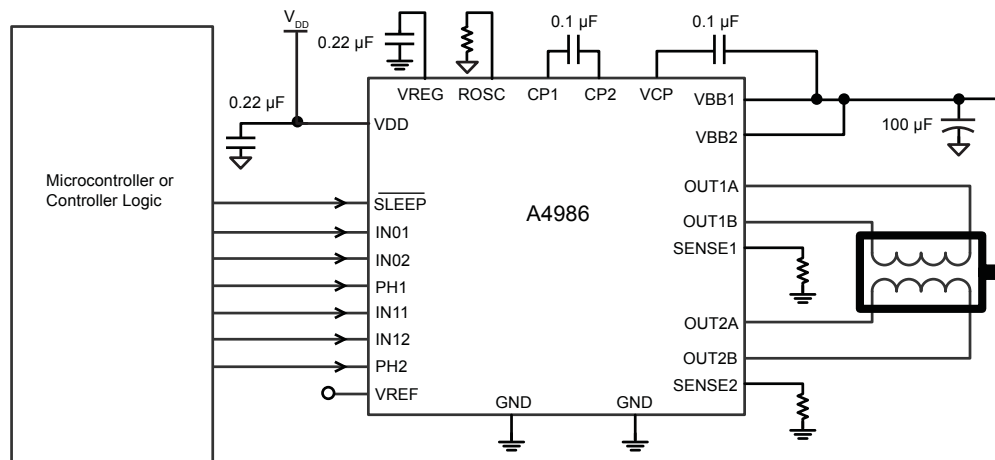 V_DD
0.22 µF
0.1 µF
0.1 µF
0.22 µF
VREG
ROSC
CP1
CP2
VCP
VBB1
VDD
VBB2
100 µF
Microcontroller or
Controller Logic
SLEEP
IN01
IN02
PH1
IN11
IN12
PH2
VREF
A4986
OUT1A
OUT1B
SENSE1
OUT2A
OUT2B
SENSE2
GND
GND